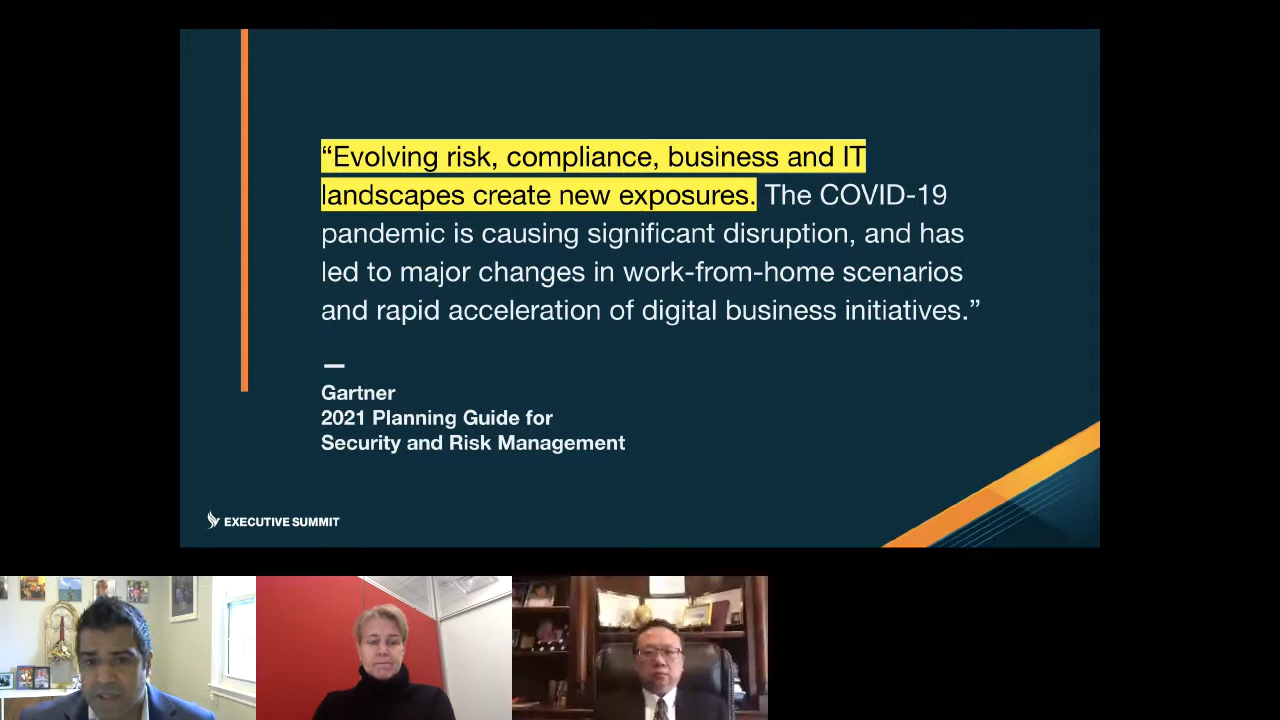 “Evolving risk, compliance, business and IT
landscapes create new exposures. The COVID-19
pandemic is causing significant disruption, and has
led to major changes in work-from-home scenarios
and rapid acceleration of digital business initiatives.”
—
Gartner
2021 Planning Guide for
Security and Risk Management
EXECUTIVE SUMMIT